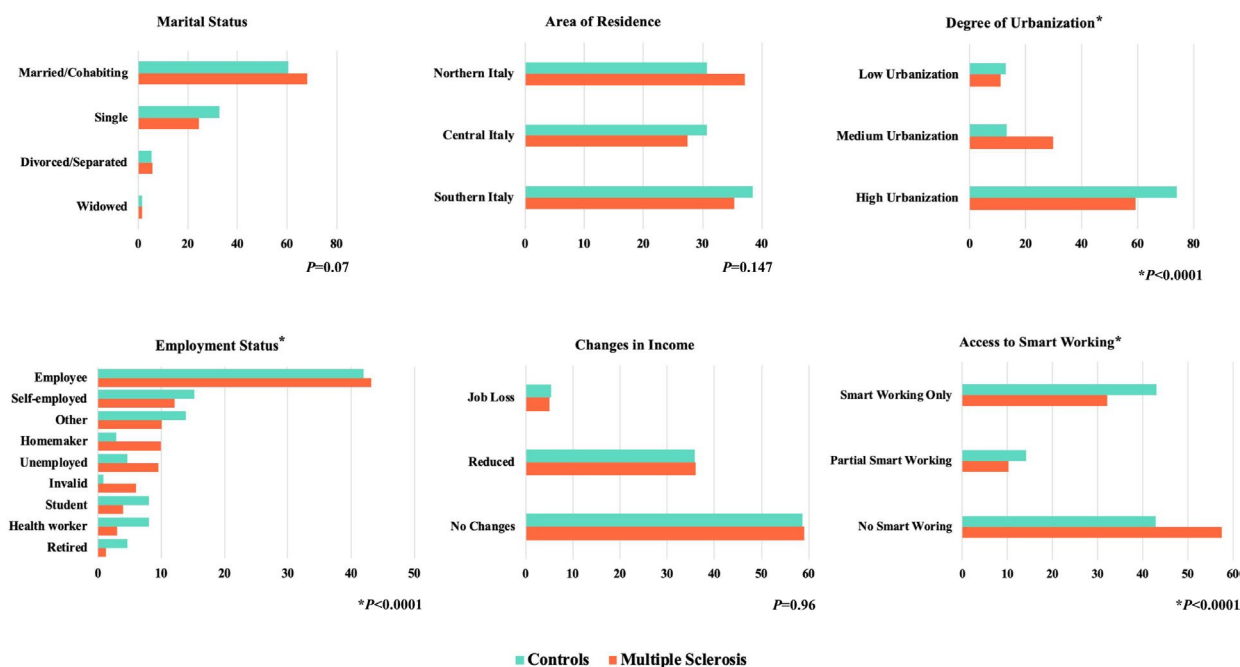 Marital Status
Married/Cohabiting
Single
Divorced/Separated
Widowed
0 20 40 60 80
P=0.07
Area of Residence
Northern Italy
Central Italy
Southern Italy
0 10 20 30 40
P=0.147
Degree of Urbanization*
Low Urbanization
Medium Urbanization
High Urbanization
0 20 40 60 80
*P<0.0001
Employment Status*
Employee
Self-employed
Other
Homemaker
Unemployed
Invalid
Student
Health worker
Retired
0 10 20 30 40 50
*P<0.0001
Changes in Income
Job Loss
Reduced
No Changes
0 10 20 30 40 50 60
P=0.96
Access to Smart Working*
Smart Working Only
Partial Smart Working
No Smart Woring
0 10 20 30 40 50 60
*P<0.0001
Controls Multiple Sclerosis